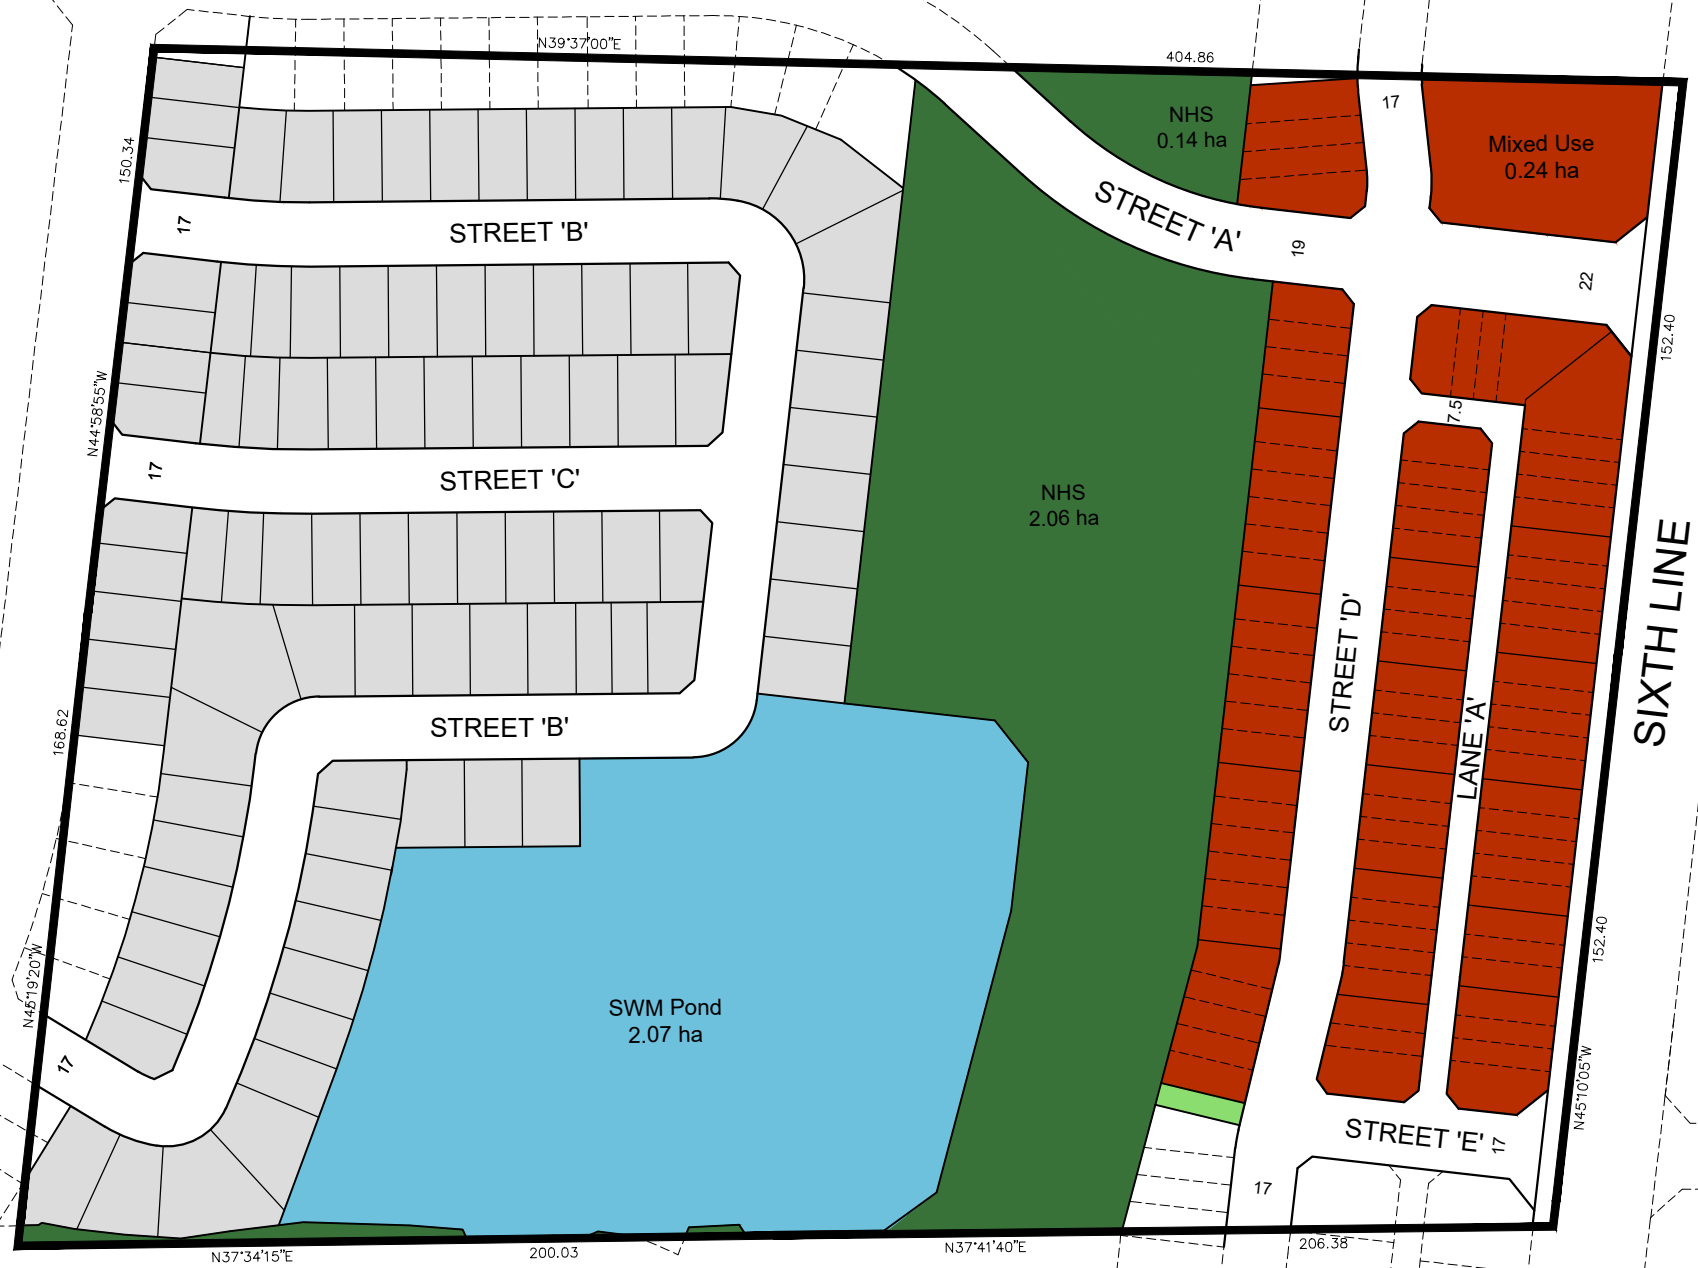 N39°37'00"E
404.86
17
NHS
0.14 ha
Mixed Use
0.24 ha
150.34
17
STREET 'B'
STREET 'A'
19
22
152.40
N44°58'55"W
7.5
17
STREET 'C'
NHS
2.06 ha
SIXTH LINE
STREET 'D'
168.62
STREET 'B'
LANE 'A'
152.40
N45°19'20"W
SWM Pond
2.07 ha
17
N45°10'05"W
STREET 'E'
17
17
N37°34'15"E
200.03
N37°41'40"E
206.38